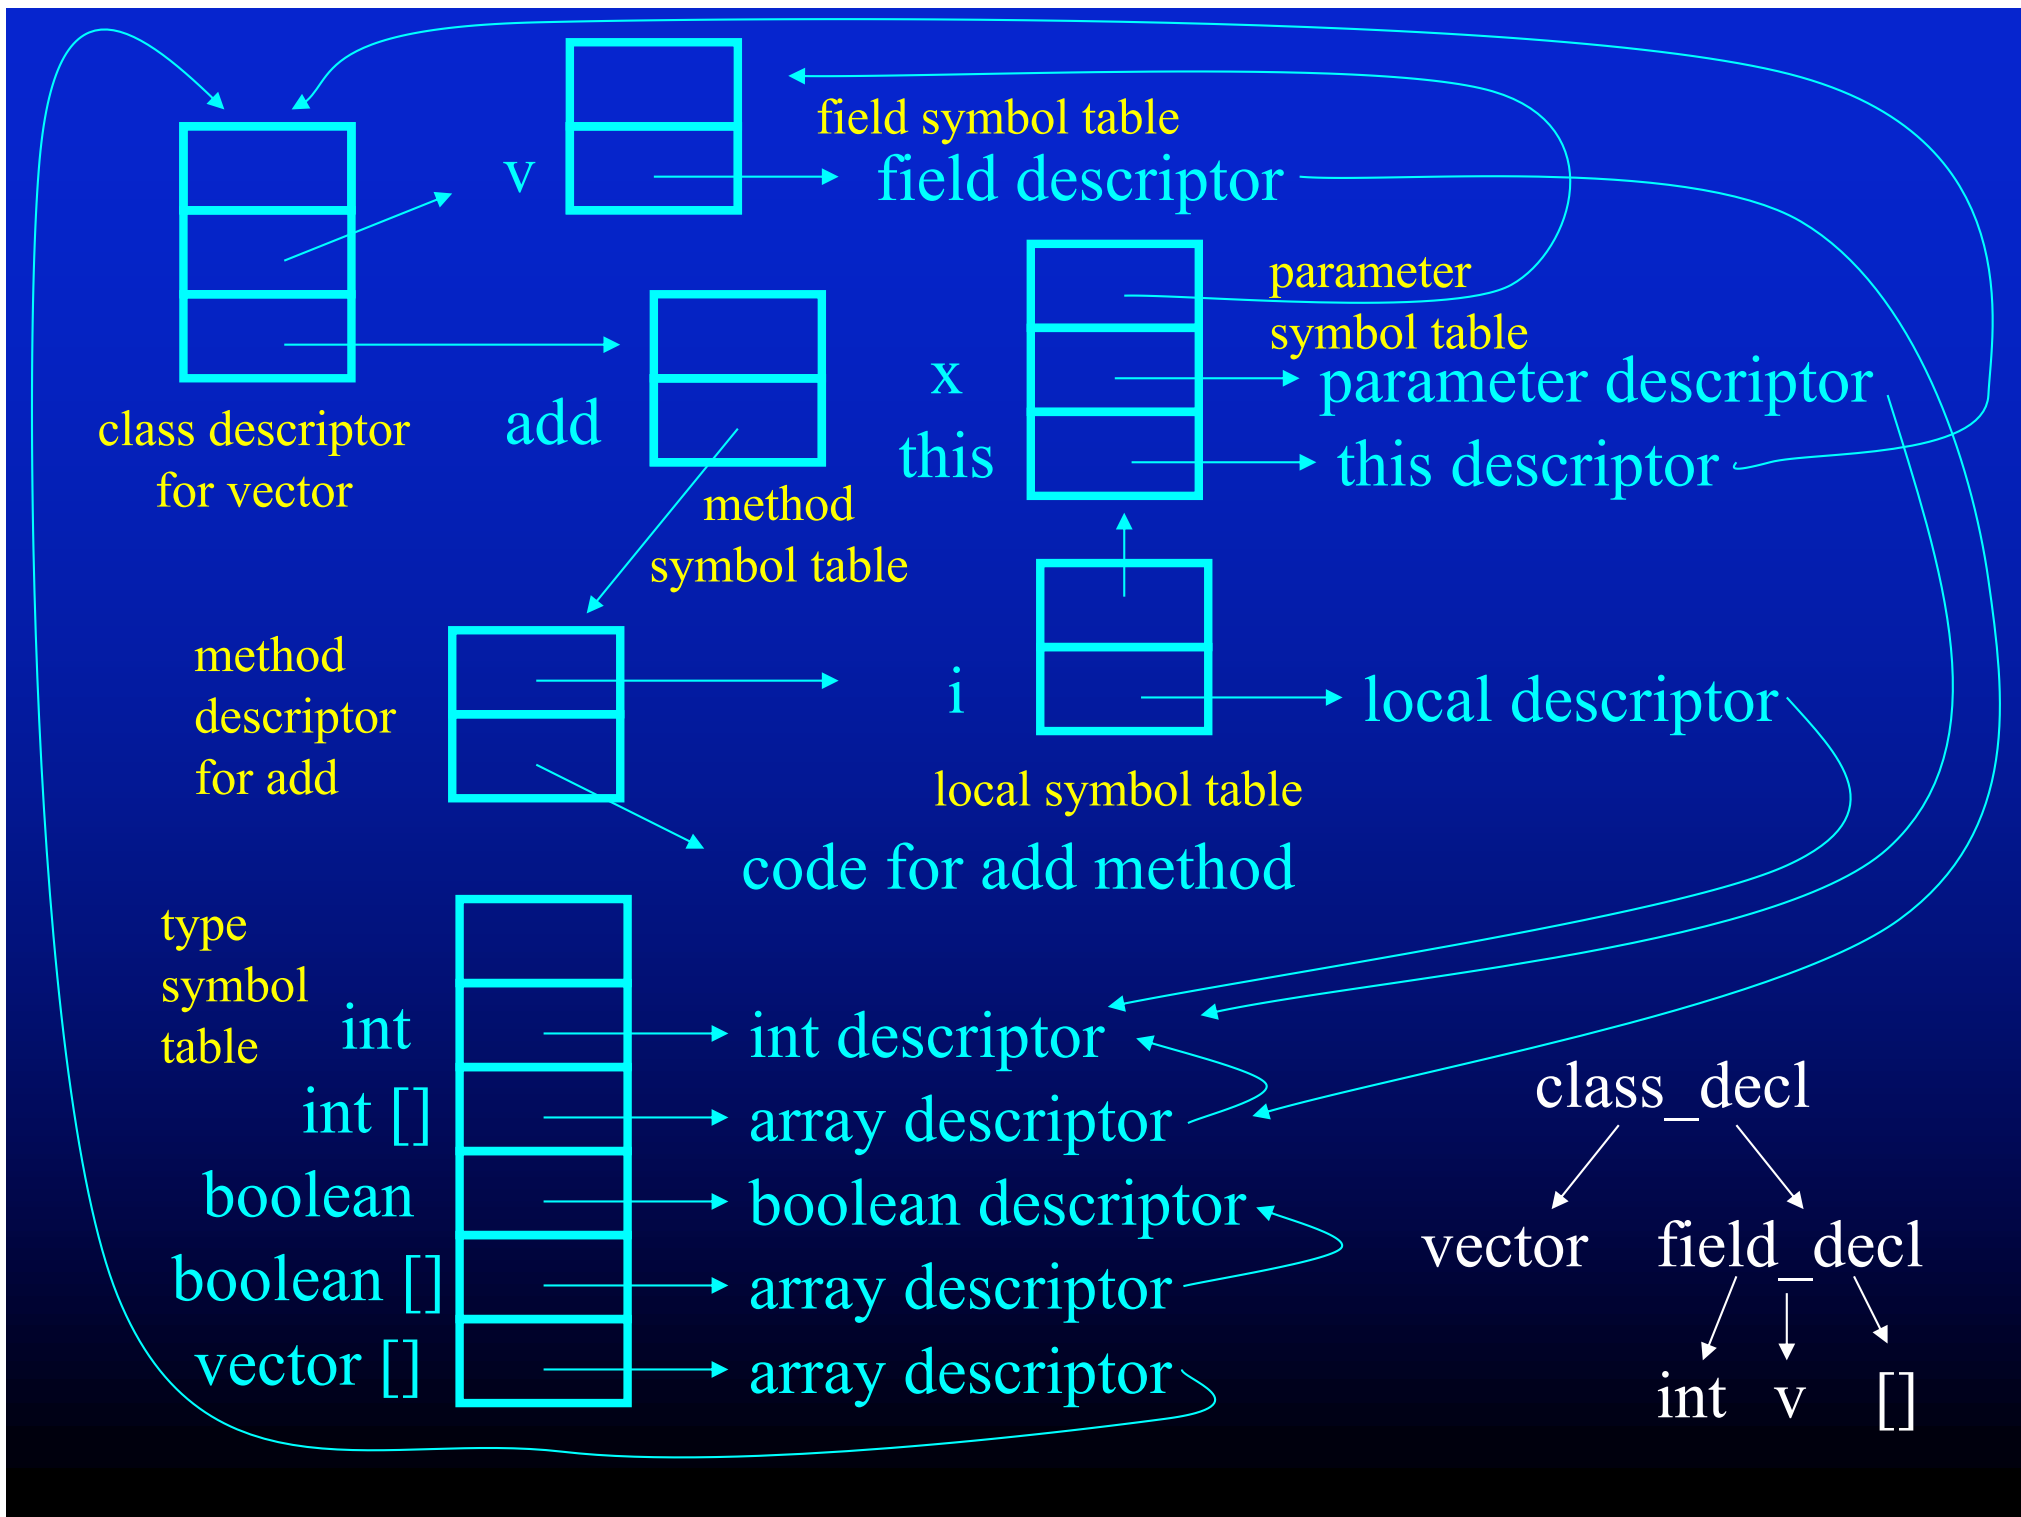 field symbol table
v
field descriptor
parameter
symbol table
x
parameter descriptor
class descriptor
for vector
add
this
this descriptor
method
symbol table
method
descriptor
for add
i
local descriptor
local symbol table
code for add method
type
symbol
table
int
int descriptor
int []
array descriptor
boolean
boolean descriptor
boolean []
array descriptor
vector []
array descriptor
class_decl
vector
field_decl
int
v
[]